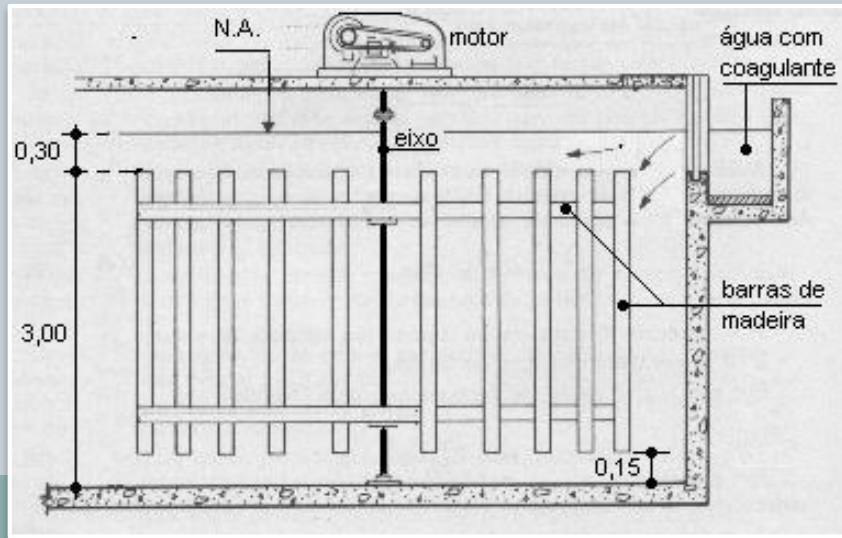 N.A.
motor
água com
coagulante
0,30
eixo
3,00
barras de
madeira
0,15